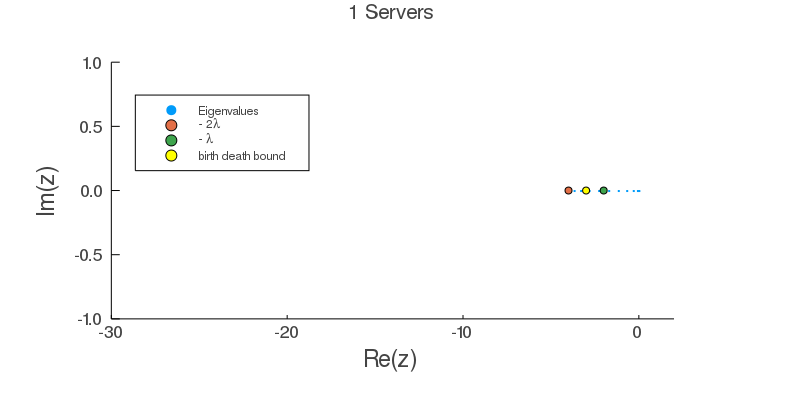 1 Servers
1.0
Eigenvalues
- 2λ
- λ
birth death bound
0.5
0.0
-0.5
-1.0
Im(z)
-30
-20
-10
0
Re(z)